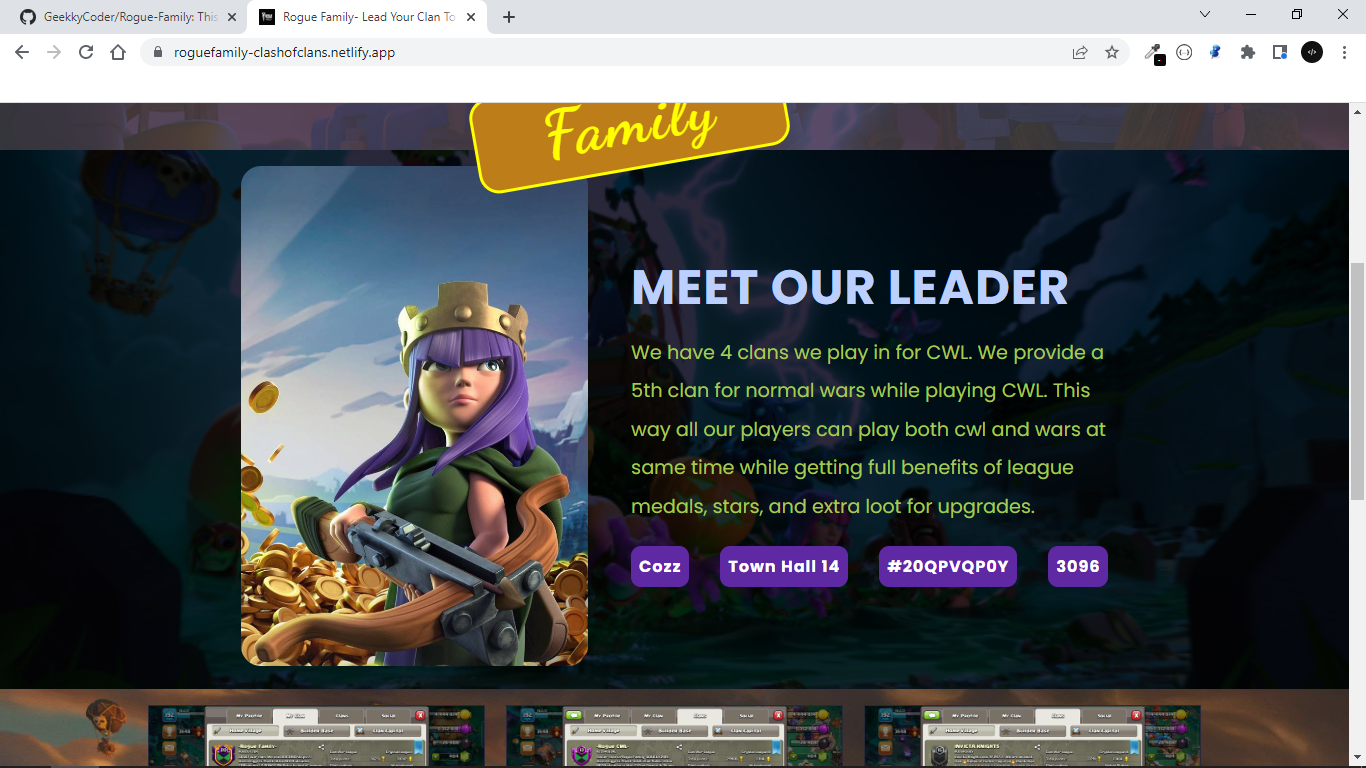 GeekkyCoder/Rogue-Family: This
Rogue Family- Lead Your Clan To
roguefamily-clashofclans.netlify.app
Family
MEET OUR LEADER
We have 4 clans we play in for CWL. We provide a
5th clan for normal wars while playing CWL. This
way all our players can play both cwl and wars at
same time while getting full benefits of league
medals, stars, and extra loot for upgrades.
Cozz
Town Hall 14
#20QPVQP0Y
3096
My Profile My Clan Clans Social
Home Village Builder Base Clan Capital
-Rogue Family-
My Profile My Clan Clans Social
Home Village Builder Base Clan Capital
-Rogue CWL-
My Profile My Clan Clans Social
Home Village Builder Base Clan Capital
INVICTA KNIGHTS